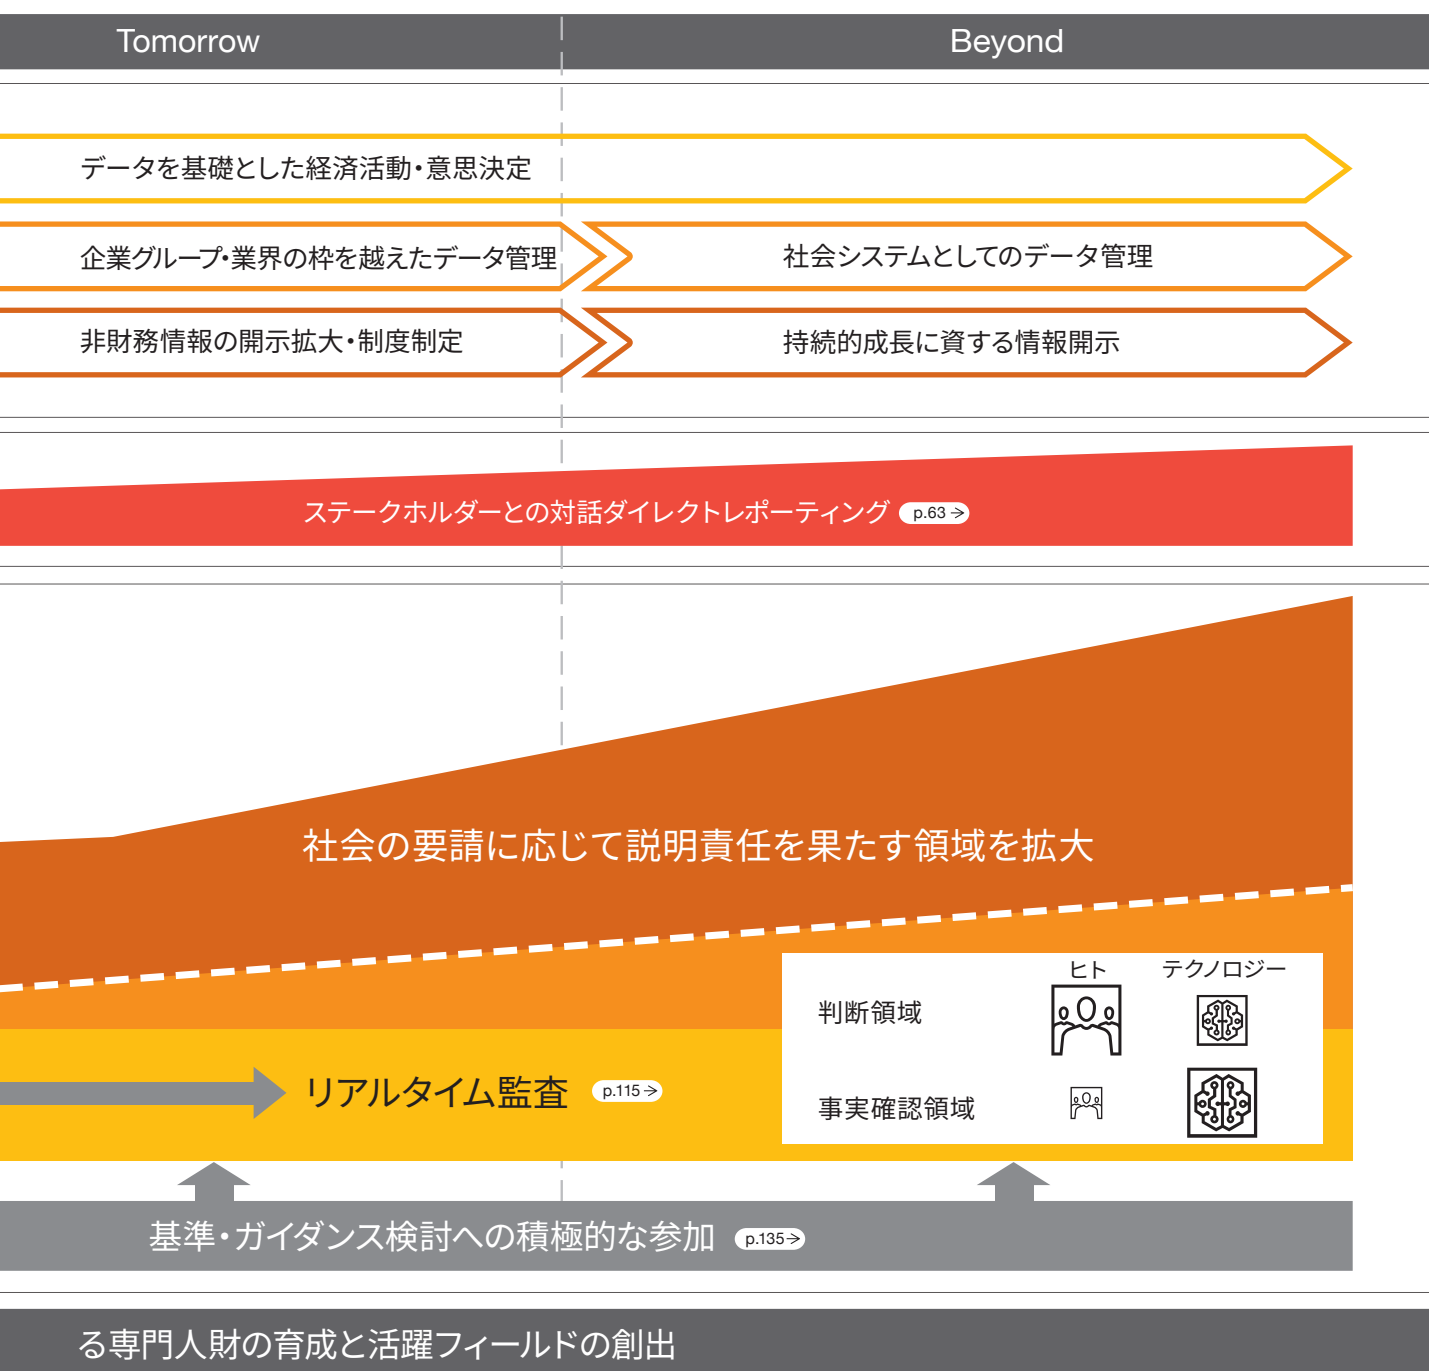 Tomorrow
Beyond
データを基礎とした経済活動・意思決定
企業グループ・業界の枠を越えたデータ管理
社会システムとしてのデータ管理
非財務情報の開示拡大・制度制定
持続的成長に資する情報開示
ステークホルダーとの対話ダイレクトレポーティング p.63→
社会の要請に応じて説明責任を果たす領域を拡大
ヒト
テクノロジー
判断領域
リアルタイム監査 p.115→
事実確認領域
基準・ガイダンス検討への積極的な参加 p.135→
る専門人財の育成と活躍フィールドの創出